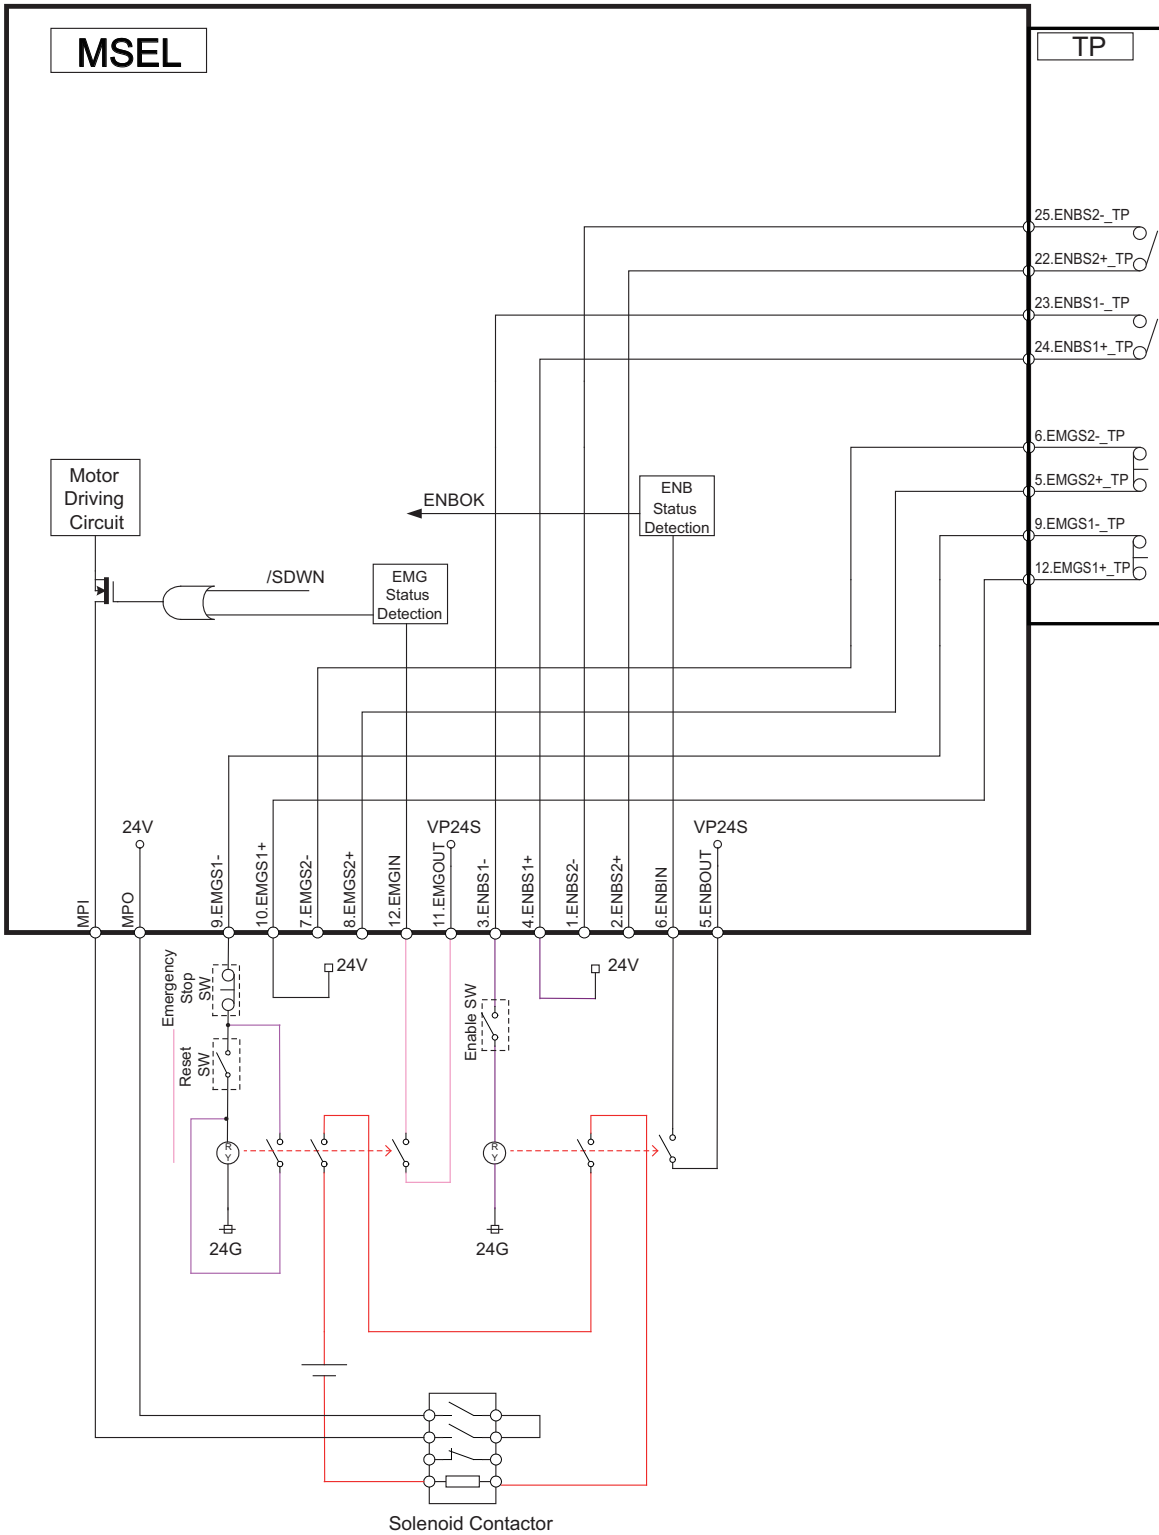 MSEL
TP
25.ENBS2-_TP
22.ENBS2+_TP
23.ENBS1-_TP
24.ENBS1+_TP
6.EMGS2-_TP
5.EMGS2+_TP
9.EMGS1-_TP
12.EMGS1+_TP
Motor
Driving
Circuit
ENBOK
ENB
Status
Detection
/SDWN
EMG
Status
Detection
24V
VP24S
VP24S
MPI
MPO
9.EMGS1-
10.EMGS1+
7.EMGS2-
8.EMGS2+
12.EMGIN
11.EMGOUT
3.ENBS1-
4.ENBS1+
1.ENBS2-
2.ENBS2+
6.ENBIN
5.ENBOUT
Emergency
Stop
SW
24V
24V
Enable SW
Reset
SW
R
Y
R
Y
24G
24G
Solenoid Contactor